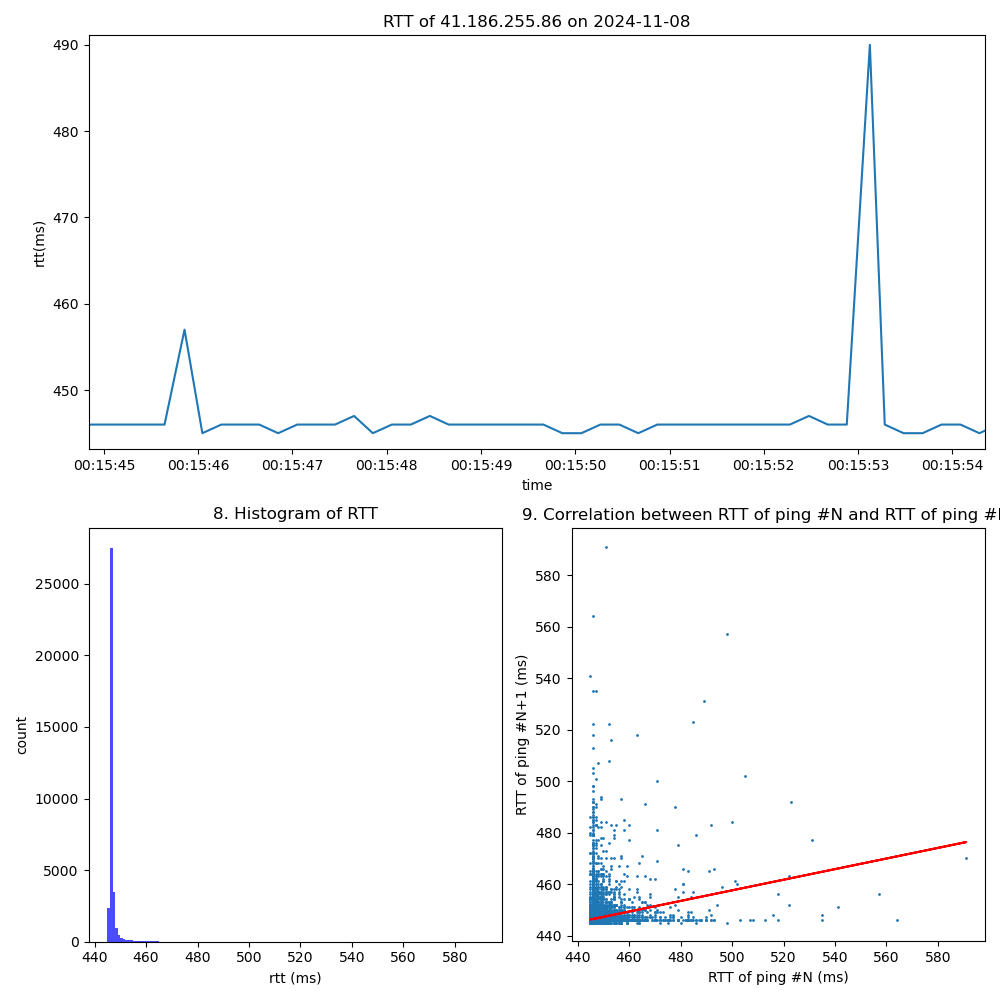 RTT of 41.186.255.86 on 2024-11-08
490
480
470
460
450
rtt(ms)
00:15:45 00:15:46 00:15:47 00:15:48 00:15:49 00:15:50 00:15:51 00:15:52 00:15:53 00:15:54
time
8. Histogram of RTT
25000
20000
15000
10000
5000
0
count
440 460 480 500 520 540 560 580
rtt (ms)
9. Correlation between RTT of ping #N and RTT of ping #
580
560
540
520
500
480
460
440
RTT of ping #N+1 (ms)
440 460 480 500 520 540 560 580
RTT of ping #N (ms)